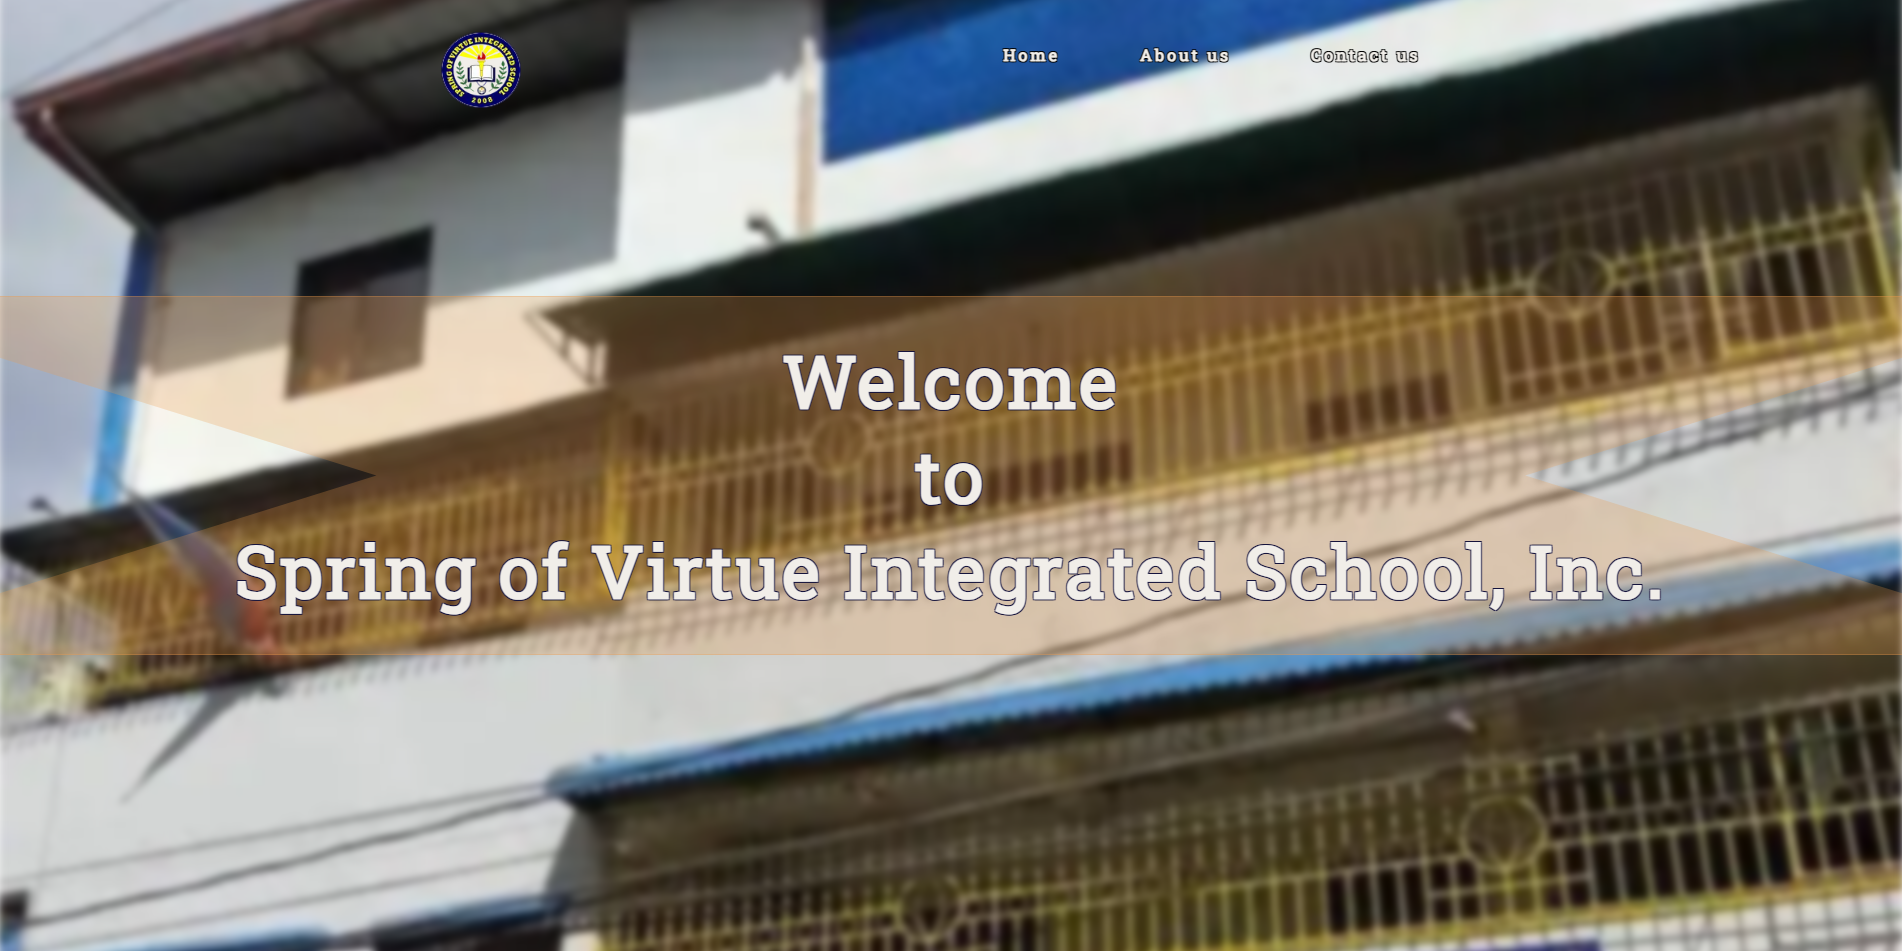 SPRING OF VIRTUE INTEGRATED SCHOOL
2008
Home
About us
Contact us
Welcome
to
Spring of Virtue Integrated School, Inc.